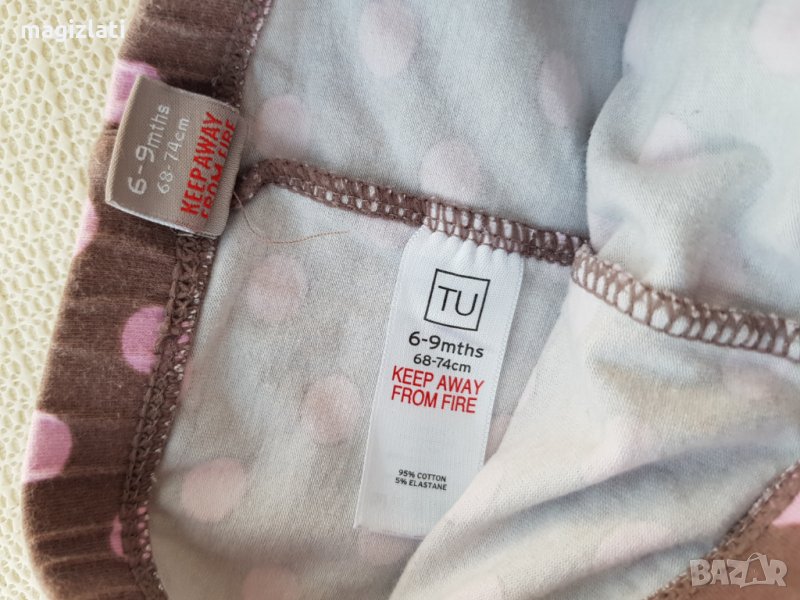 magizlati
6-9mths
68-74cm
KEEP AWAY
FROM FIRE
TU
6-9mths
68-74cm
KEEP AWAY
FROM FIRE
95% COTTON
5% ELASTANE
BAZAR